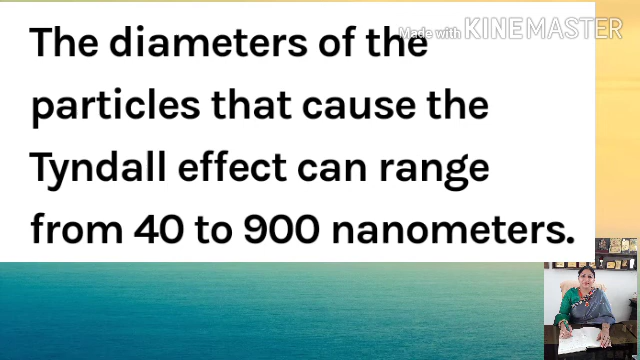 The diameters of the
Made with KINEMASTER
particles that cause the
Tyndall effect can range
from 40 to 900 nanometers.